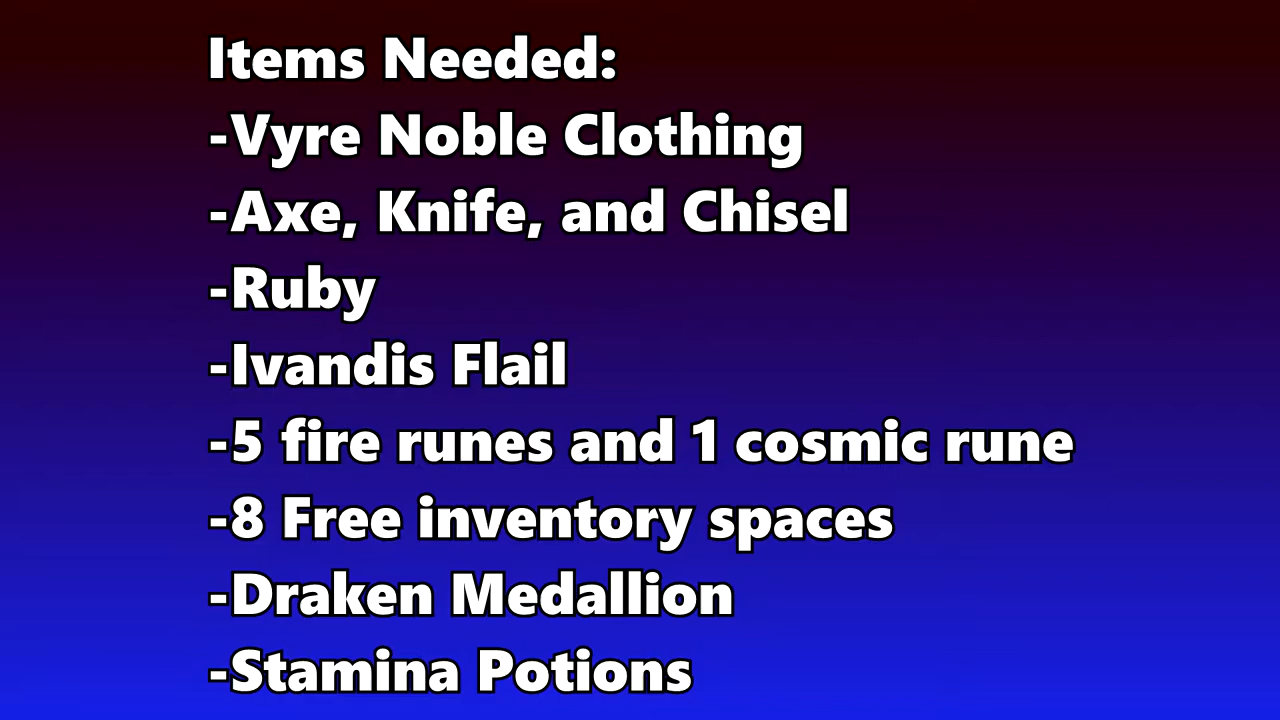 Items Needed:
-Vyre Noble Clothing
-Axe, Knife, and Chisel
-Ruby
-Ivandis Flail
-5 fire runes and 1 cosmic rune
-8 Free inventory spaces
-Draken Medallion
-Stamina Potions